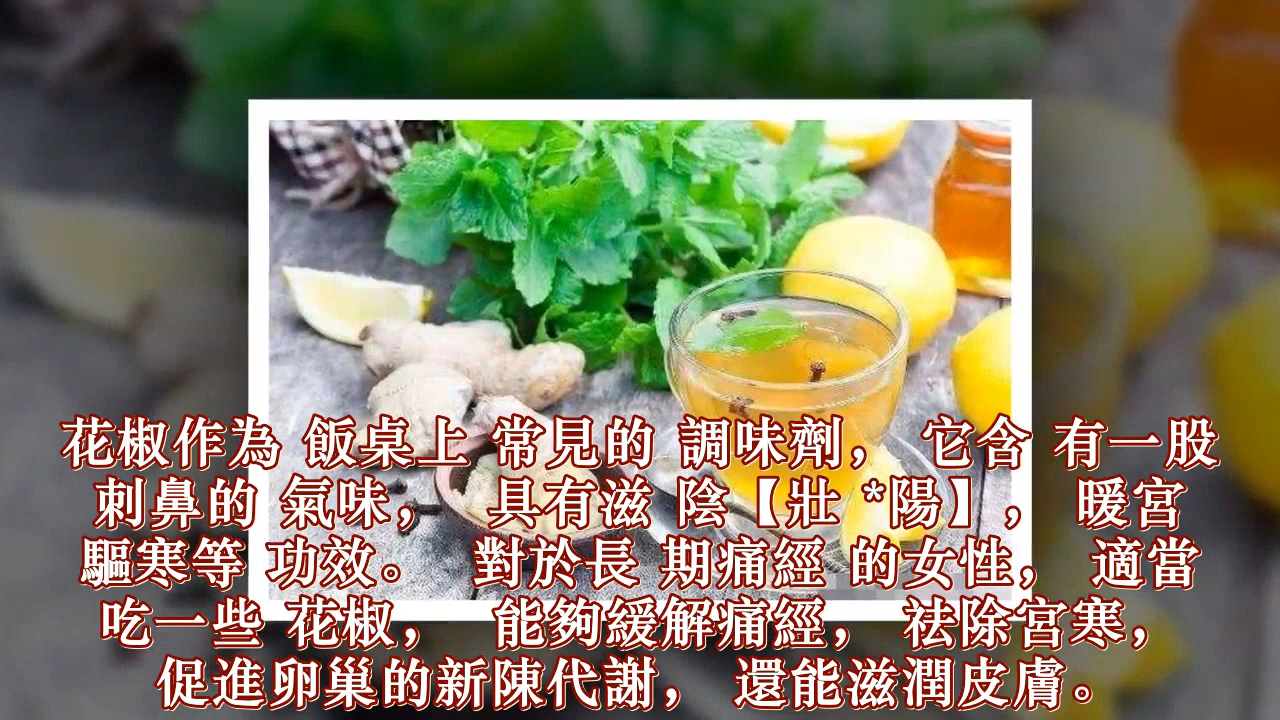 花椒作為 飯桌上 常見的 調味劑， 它含 有一股
刺鼻的 氣味， 具有滋 陰【壯 *陽】， 暖宮
驅寒等 功效。 對於長 期痛經 的女性， 適當
吃一些 花椒， 能夠緩解痛經， 祛除宮寒，
促進卵巢的新陳代謝， 還能滋潤皮膚。